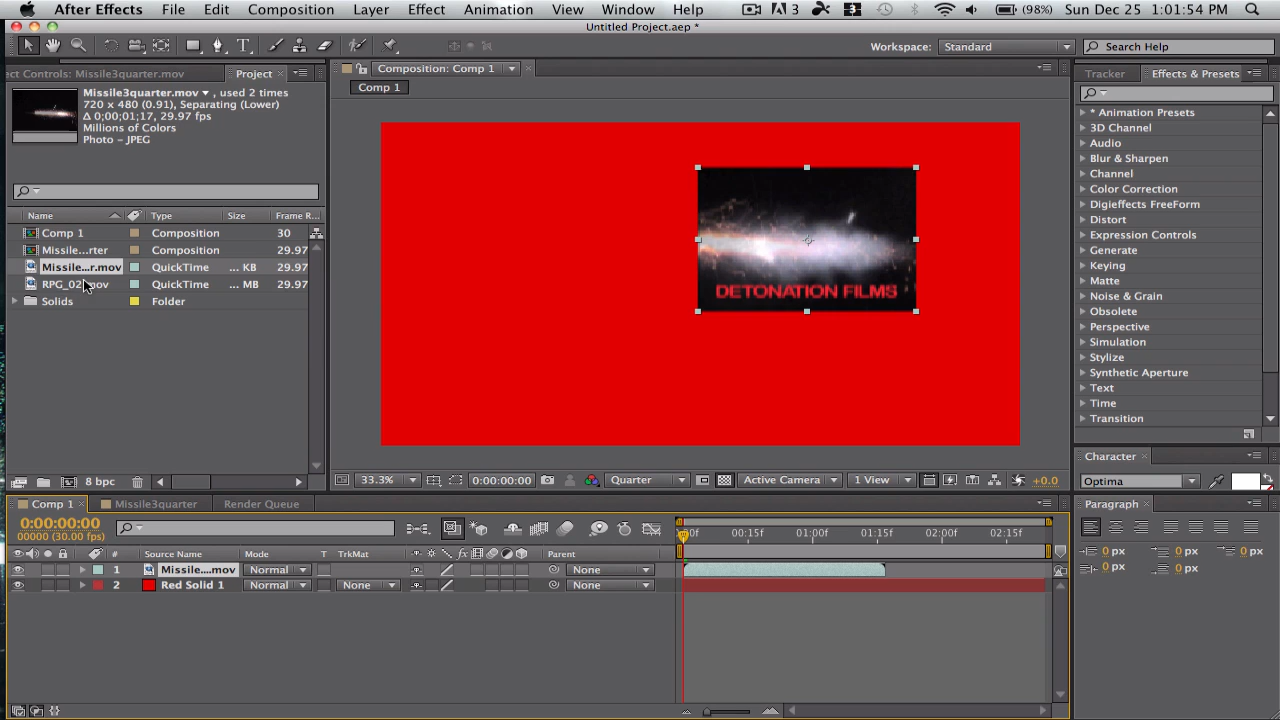 After Effects File Edit Composition Layer Effect Animation View Window Help 3 (98%) Sun Dec 25 1:01:54 PM
Untitled Project.aep *
Workspace: Standard Search Help
ect Controls: Missile3quarter.mov Project
Composition: Comp 1
Tracker Effects & Presets
Comp 1
Missile3quarter.mov ▼, used 2 times
720 x 480 (0.91), Separating (Lower)
Δ 0;00;01;17, 29.97 fps
Millions of Colors
Photo – JPEG
* Animation Presets
3D Channel
Audio
Blur & Sharpen
Channel
Color Correction
Digieffects FreeForm
Distort
Expression Controls
Generate
Keying
Matte
Noise & Grain
Obsolete
Perspective
Simulation
Stylize
Synthetic Aperture
Text
Time
Transition
Name Type Size Frame R...
Comp 1 Composition 30
Missile...rter Composition 29.97
Missile...r.mov QuickTime ... KB 29.97
RPG_02.mov QuickTime ... MB 29.97
Solids Folder
DETONATION FILMS
8 bpc
33.3% 0:00:00:00 Quarter Active Camera 1 View +0.0
Character
Optima
Comp 1 Missile3quarter Render Queue
Paragraph
0:00:00:00
00000 (30.00 fps)
:00f 00:15f 01:00f 01:15f 02:00f 02:15f
# Source Name Mode T TrkMat Parent
1 Missile....mov Normal None
2 Red Solid 1 Normal None None
0 px 0 px 0 px
0 px 0 px